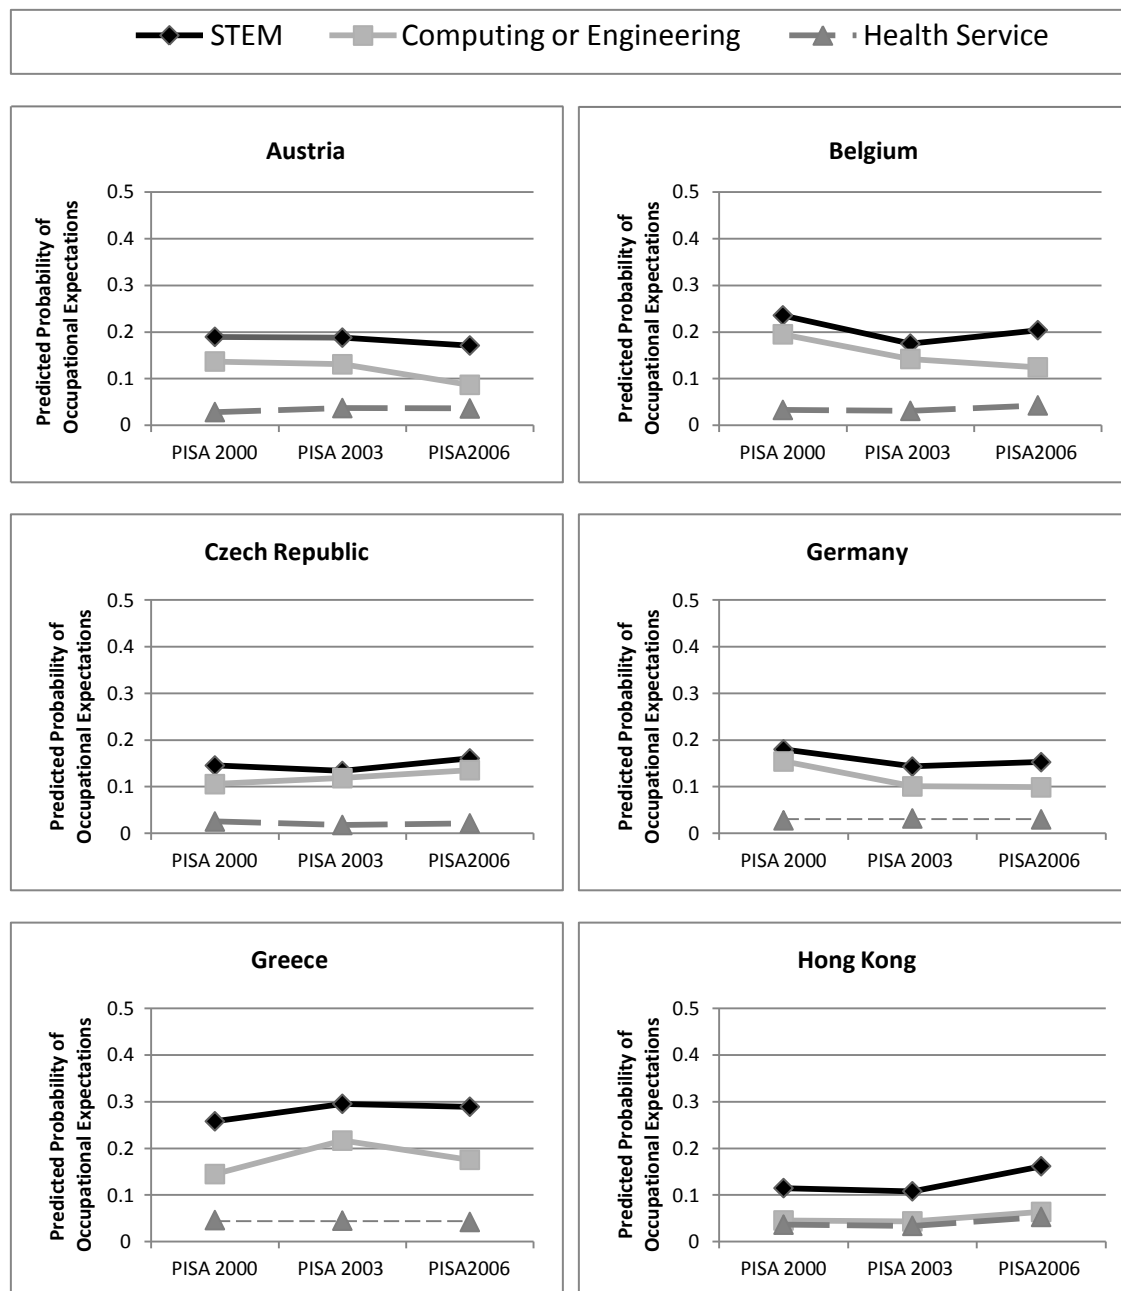 STEM Computing or Engineering Health Service
Austria
Predicted Probability of
Occupational Expectations
0.5
0.4
0.3
0.2
0.1
0
PISA 2000 PISA 2003 PISA2006
Belgium
Predicted Probability of
Occupational Expectations
0.5
0.4
0.3
0.2
0.1
0
PISA 2000 PISA 2003 PISA2006
Czech Republic
Predicted Probability of
Occupational Expectations
0.5
0.4
0.3
0.2
0.1
0
PISA 2000 PISA 2003 PISA2006
Germany
Predicted Probability of
Occupational Expectations
0.5
0.4
0.3
0.2
0.1
0
PISA 2000 PISA 2003 PISA2006
Greece
Predicted Probability of
Occupational Expectations
0.5
0.4
0.3
0.2
0.1
0
PISA 2000 PISA 2003 PISA2006
Hong Kong
Predicted Probability of
Occupational Expectations
0.5
0.4
0.3
0.2
0.1
0
PISA 2000 PISA 2003 PISA2006